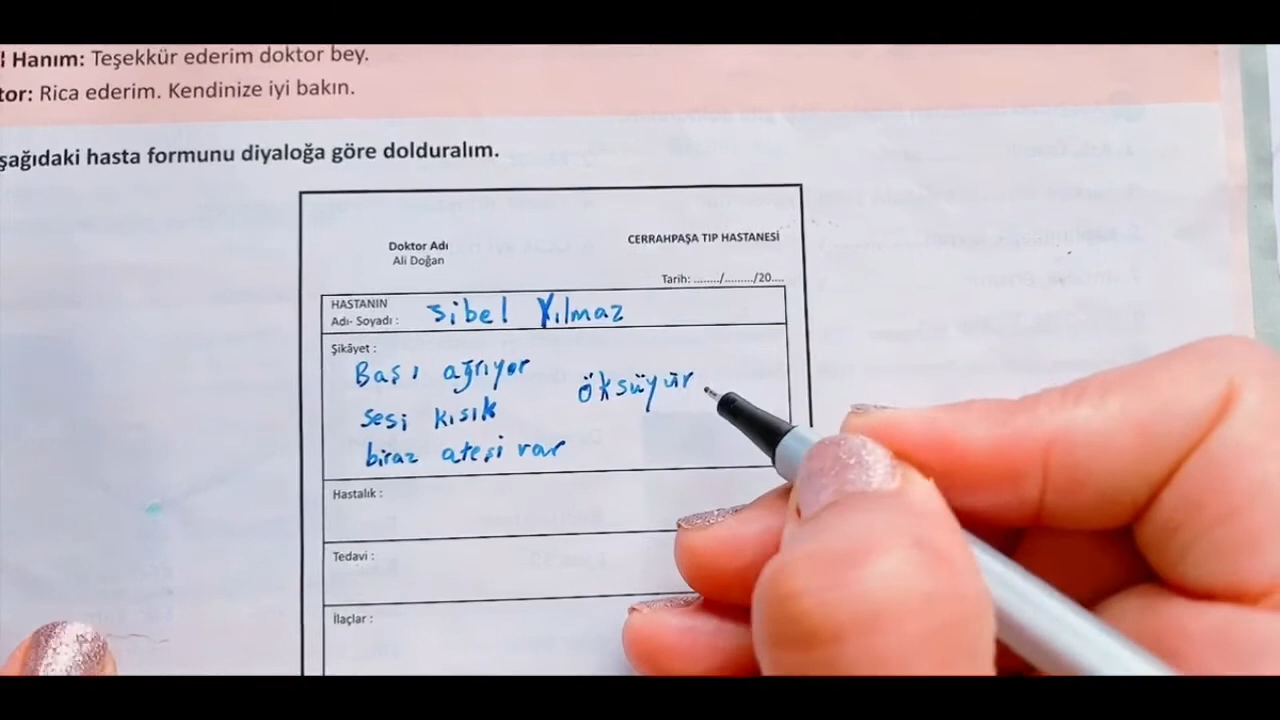 Hanım: Teşekkür ederim doktor bey.
tor: Rica ederim. Kendinize iyi bakın.
şağıdaki hasta formunu diyaloğa göre dolduralım.
Doktor Adı
Ali Doğan
CERRAHPAŞA TIP HASTANESİ
Tarih: ......../......../20....
HASTANIN
Adı- Soyadı : Sibel Yılmaz
Şikâyet :
Başı ağrıyor
sesi kısık
biraz ateşi var
öksüyür
Hastalık :
Tedavi :
İlaçlar :